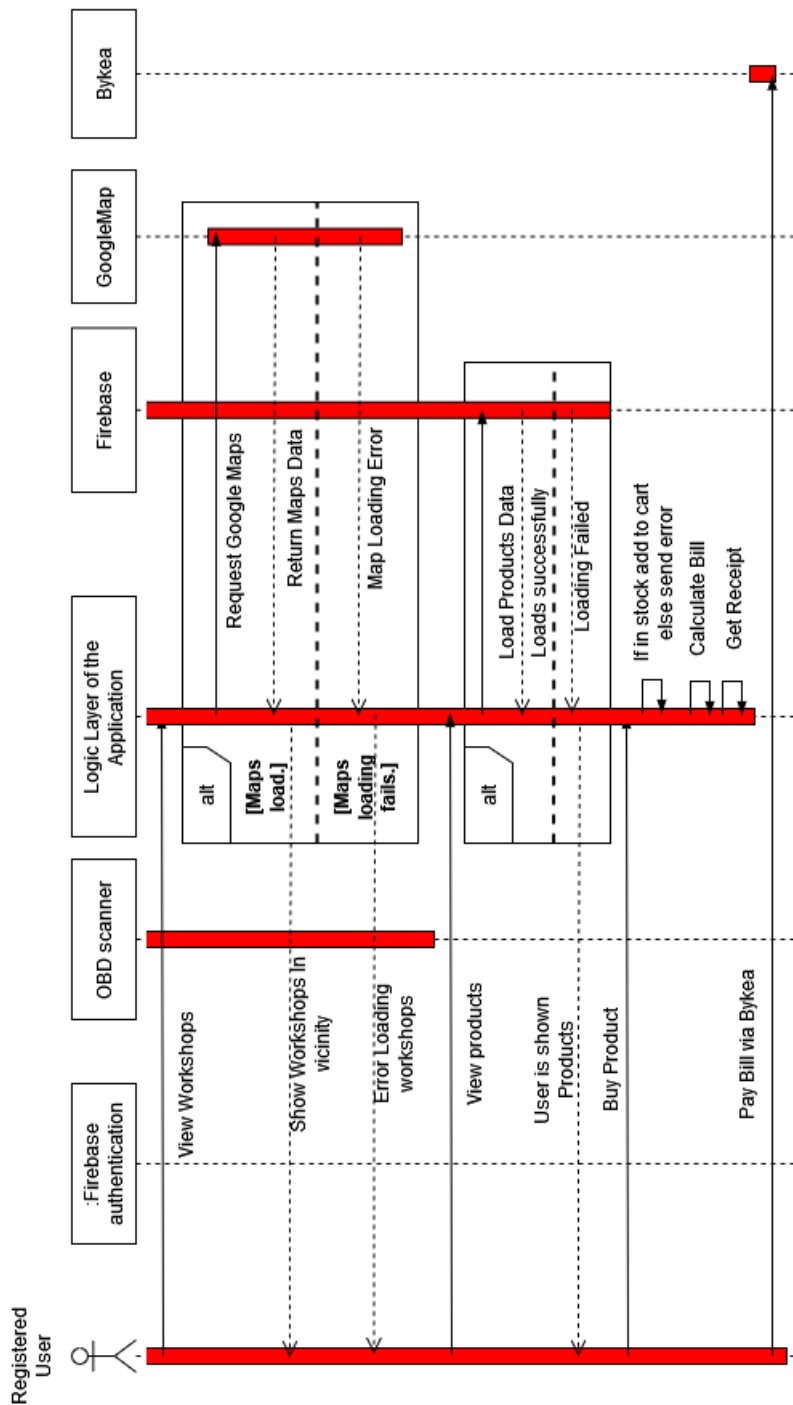 Registered
User
:Firebase
authentication
OBD scanner
Logic Layer of the
Application
Firebase
GoogleMap
Bykea
View Workshops
alt
Request Google Maps
[Maps
load.]
Return Maps Data
Show Workshops In
vicinity
[Maps
loading
fails.]
Map Loading Error
Error Loading
workshops
View products
alt
Load Products Data
Loads successfully
User is shown
Products
Loading Failed
Buy Product
If in stock add to cart
else send error
Calculate Bill
Get Receipt
Pay Bill via Bykea